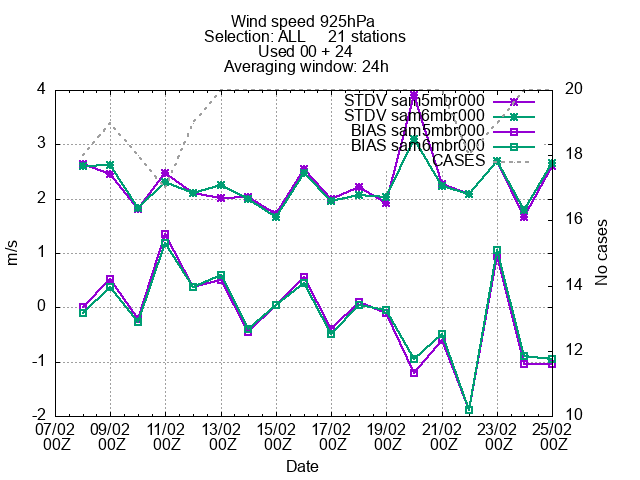 Wind speed 925hPa
Selection: ALL 21 stations
Used 00 + 24
Averaging window: 24h
4 20
STDV sam5mbr000
STDV sam6mbr000
BIAS sam5mbr000
BIAS sam6mbr000
CASES
3 18
2 16
1 14
0
-1 12
-2 10
m/s
No cases
07/02 09/02 11/02 13/02 15/02 17/02 19/02 21/02 23/02 25/02
00Z 00Z 00Z 00Z 00Z 00Z 00Z 00Z 00Z 00Z
Date